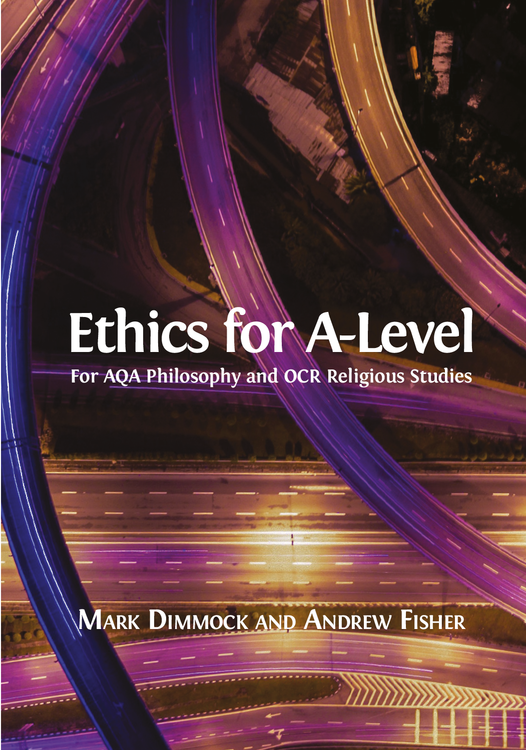 Ethics for A-Level
For AQA Philosophy and OCR Religious Studies
Mark Dimmock and Andrew Fisher